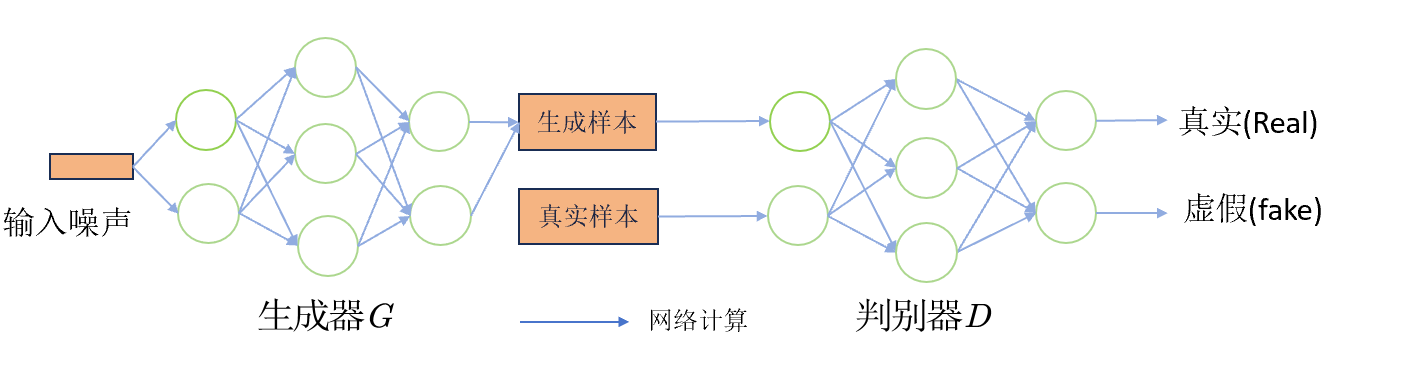 输入噪声
生成器G
生成样本
真实样本
网络计算
判别器D
真实(Real)
虚假(fake)